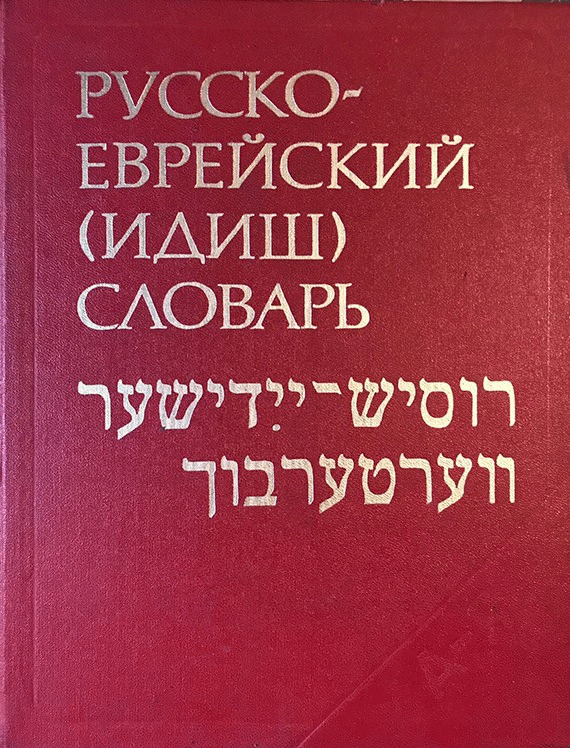 РУССКО-
ЕВРЕЙСКИЙ
(ИДИШ)
СЛОВАРЬ
רוסיש־ייִדישער
ווערטערבוך